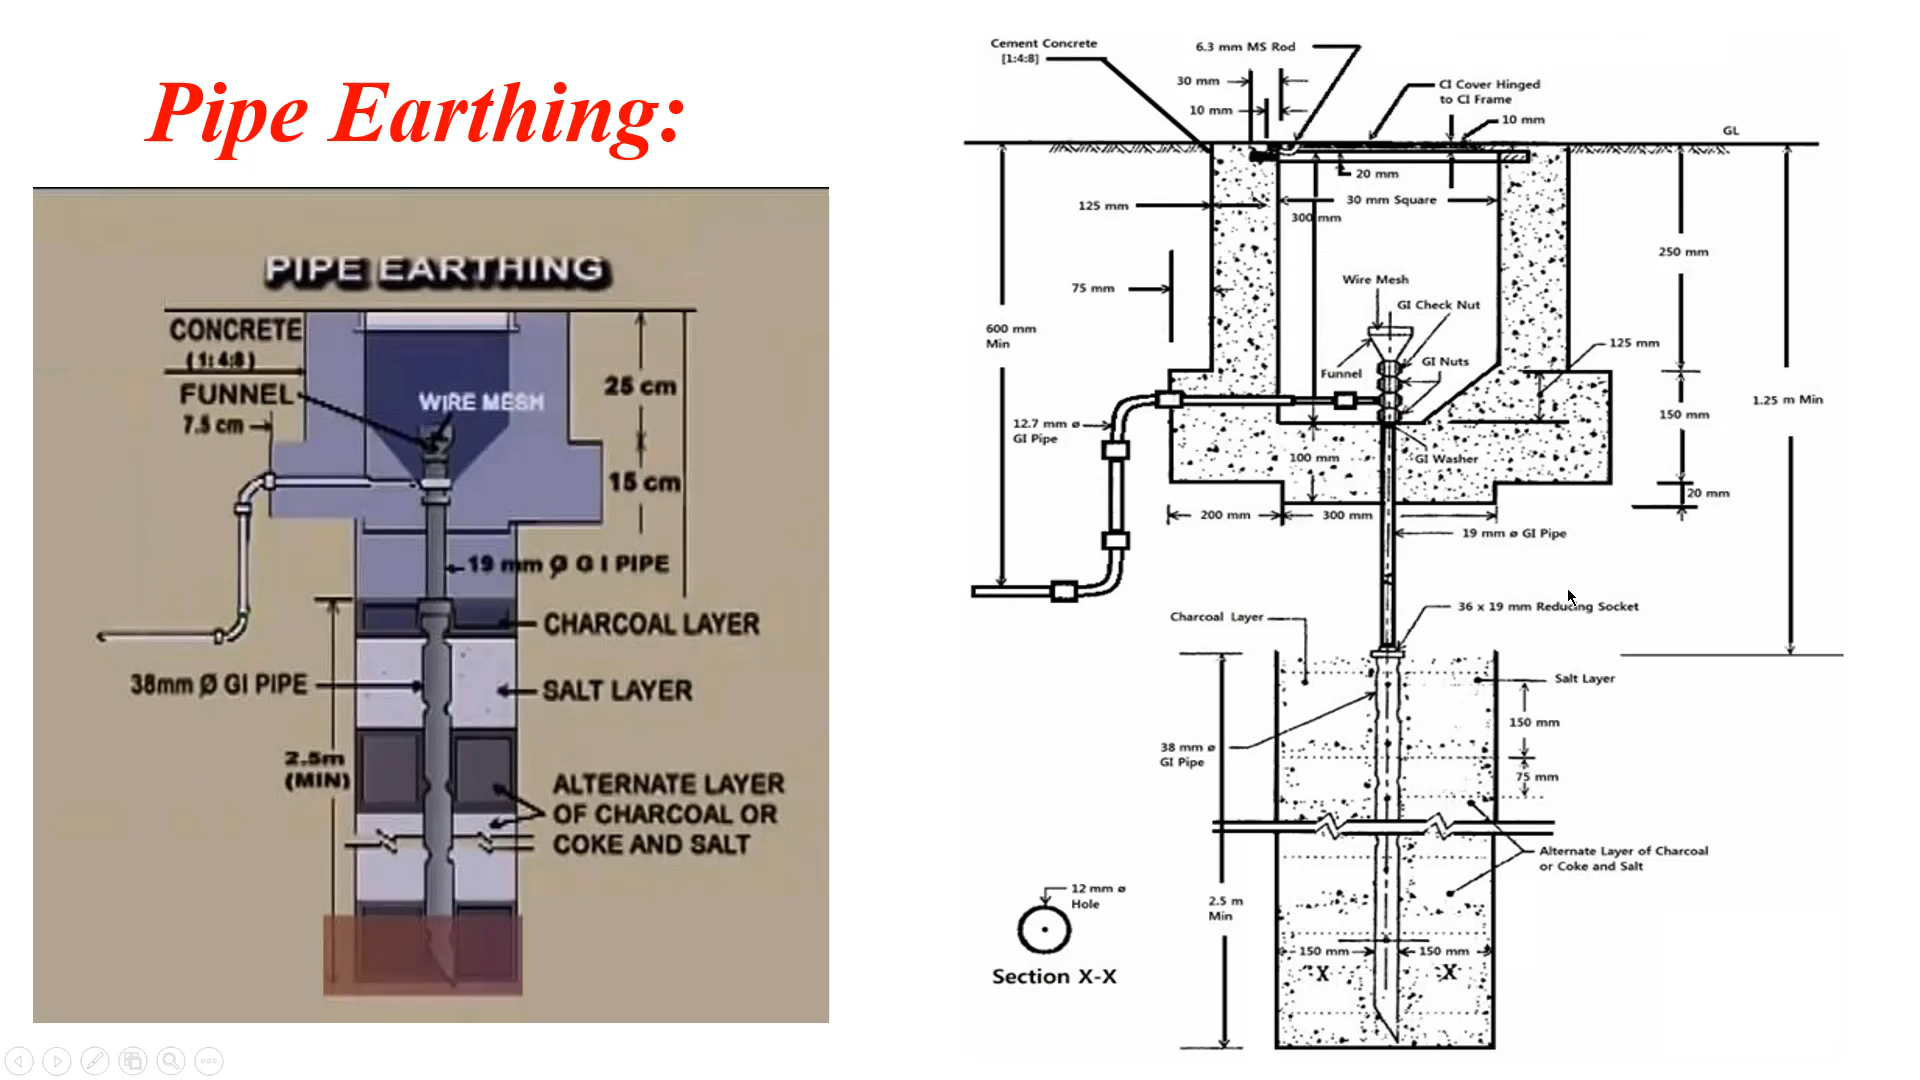 Pipe Earthing:
PIPE EARTHING
CONCRETE
(1:4:8)
FUNNEL
7.5 cm
WIRE MESH
25 cm
15 cm
19 mm Ø G I PIPE
CHARCOAL LAYER
38mm Ø GI PIPE
SALT LAYER
2.5m
(MIN)
ALTERNATE LAYER
OF CHARCOAL OR
COKE AND SALT
Cement Concrete
[1:4:8]
6.3 mm MS Rod
30 mm
10 mm
CI Cover Hinged
to CI Frame
10 mm
GL
20 mm
125 mm
30 mm Square
300 mm
250 mm
Wire Mesh
75 mm
GI Check Nut
600 mm
Min
125 mm
GI Nuts
Funnel
1.25 m Min
150 mm
12.7 mm ø
GI Pipe
100 mm
GI Washer
20 mm
200 mm
300 mm
19 mm ø GI Pipe
36 x 19 mm Reducing Socket
Charcoal Layer
Salt Layer
150 mm
38 mm ø
GI Pipe
75 mm
Alternate Layer of Charcoal
or Coke and Salt
12 mm ø
Hole
2.5 m
Min
150 mm
150 mm
X
X
Section X-X